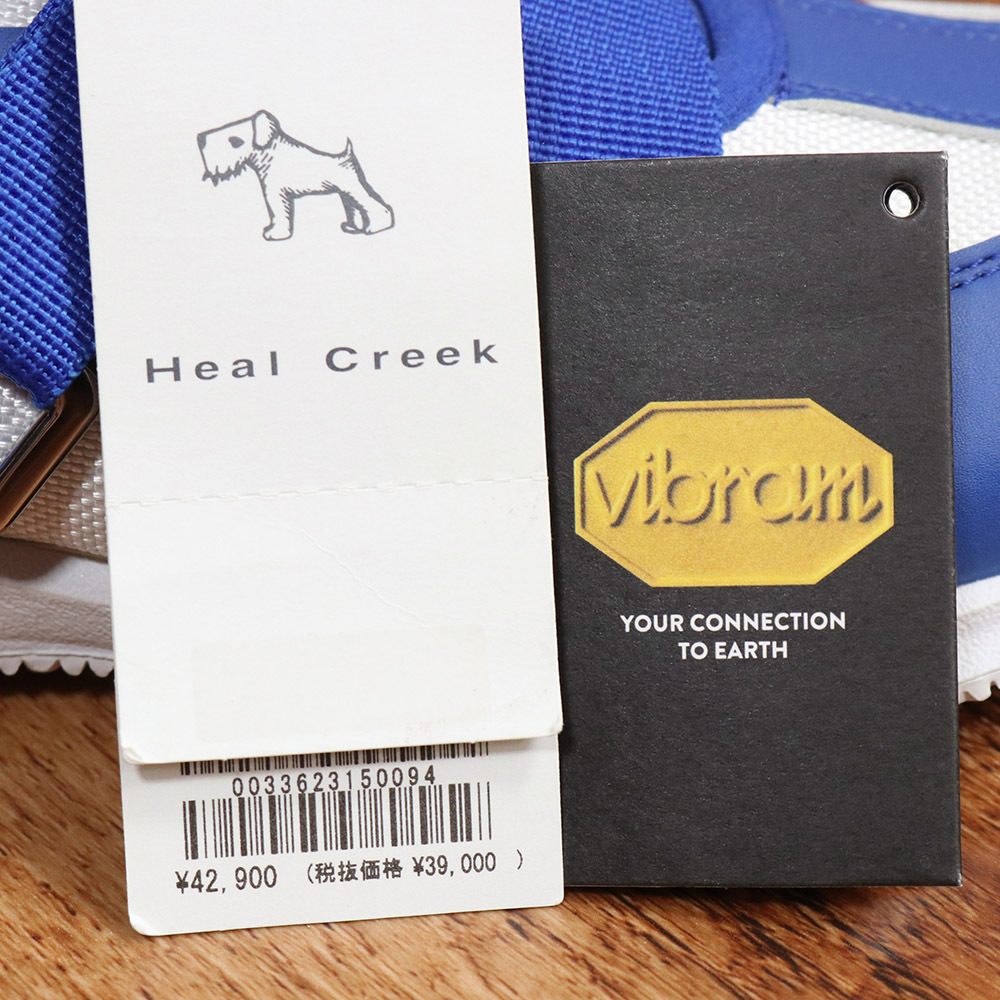 Heal Creek
vibram
YOUR CONNECTION
TO EARTH
0033623150094
¥42,900 (税抜価格 ¥39,000 )